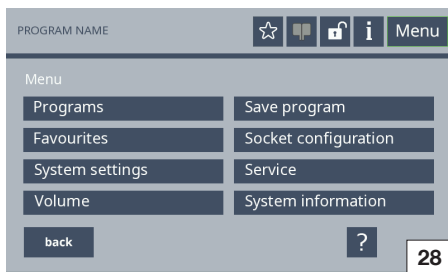 PROGRAM NAME
i
Menu
Menu
Programs
Save program
Favourites
Socket configuration
System settings
Service
Volume
System information
back
?
28